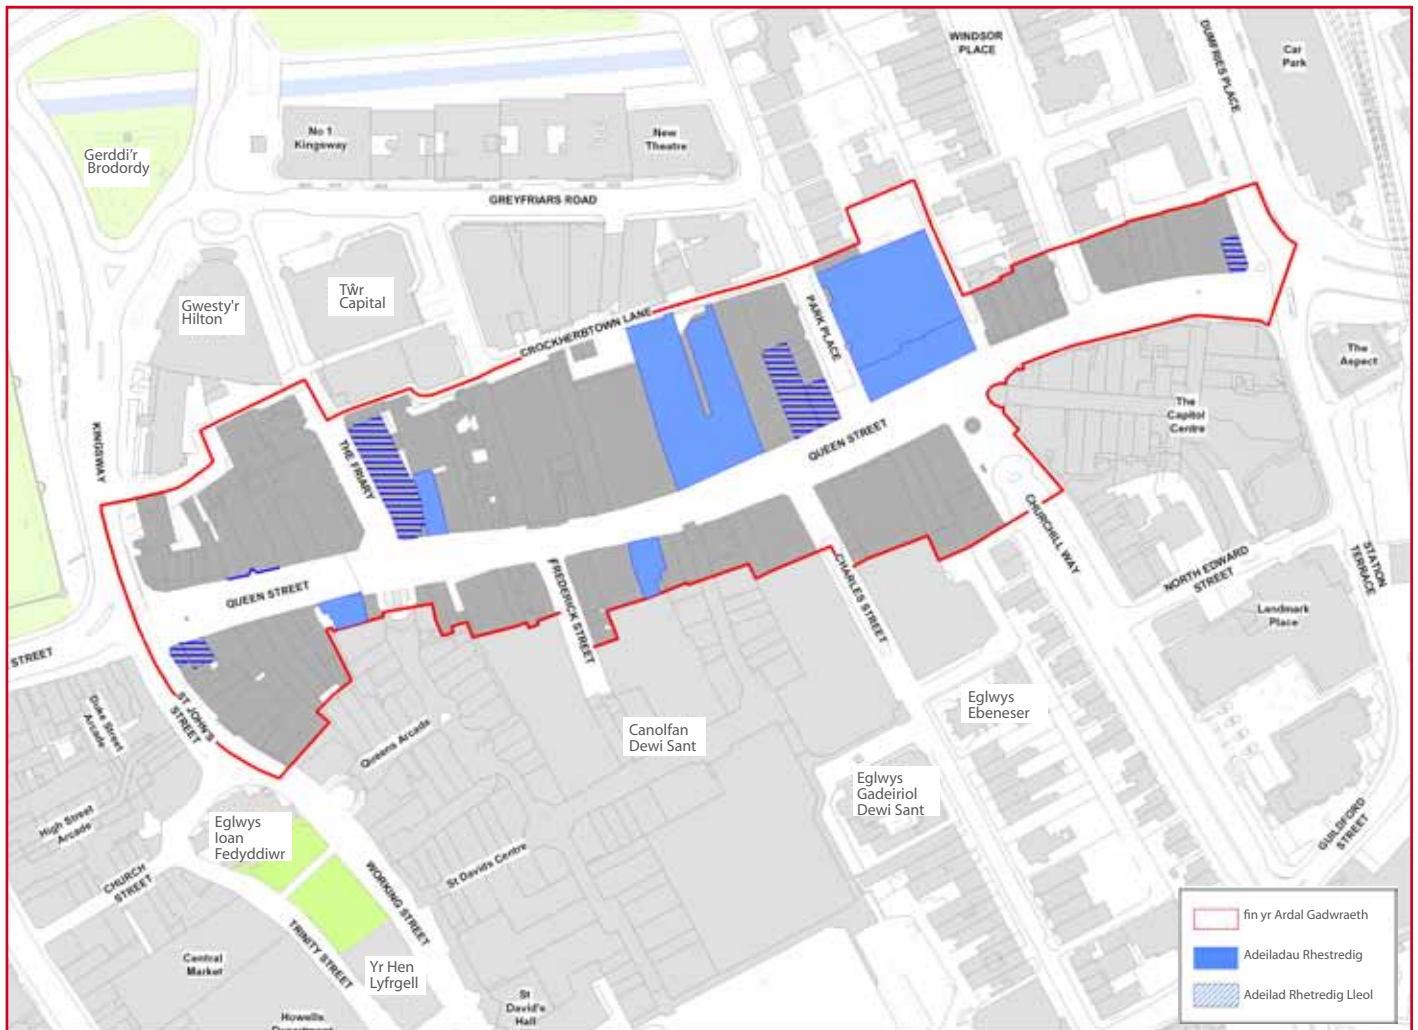 WINDSOR
PLACE
DUMFRIES PLACE
Car
Park
No 1
Kingsway
New
Theatre
Gerddi'r
Brodordy
GREYFRIARS ROAD
Gwesty'r
Hilton
Tŵr
Capital
CROCKHERBTOWN LANE
PARK PLACE
The
Aspect
The
Capitol
Centre
KINGSWAY
THE FRIARY
QUEEN STREET
CHURCHILL WAY
QUEEN STREET
FREDERICK STREET
CHARLES STREET
NORTH EDWARD
STREET
STATION
TERRACE
Landmark
Place
STREET
ST JOHN'S
STREET
Duke Street
Arcade
Queens Arcade
Canolfan
Dewi Sant
Eglwys
Ebeneser
Eglwys
Gadeiriol
Dewi Sant
High Street
Arcade
Eglwys
Ioan
Fedyddiwr
GUILDFORD
STREET
CHURCH
STREET
St Davids Centre
WORKING STREET
TRINITY STREET
Central
Market
Yr Hen
Lyfrgell
St
David's
Hall
Howells
Department
fin yr Ardal Gadwraeth
Adeiladau Rhestredig
Adeilad Rhetredig Lleol